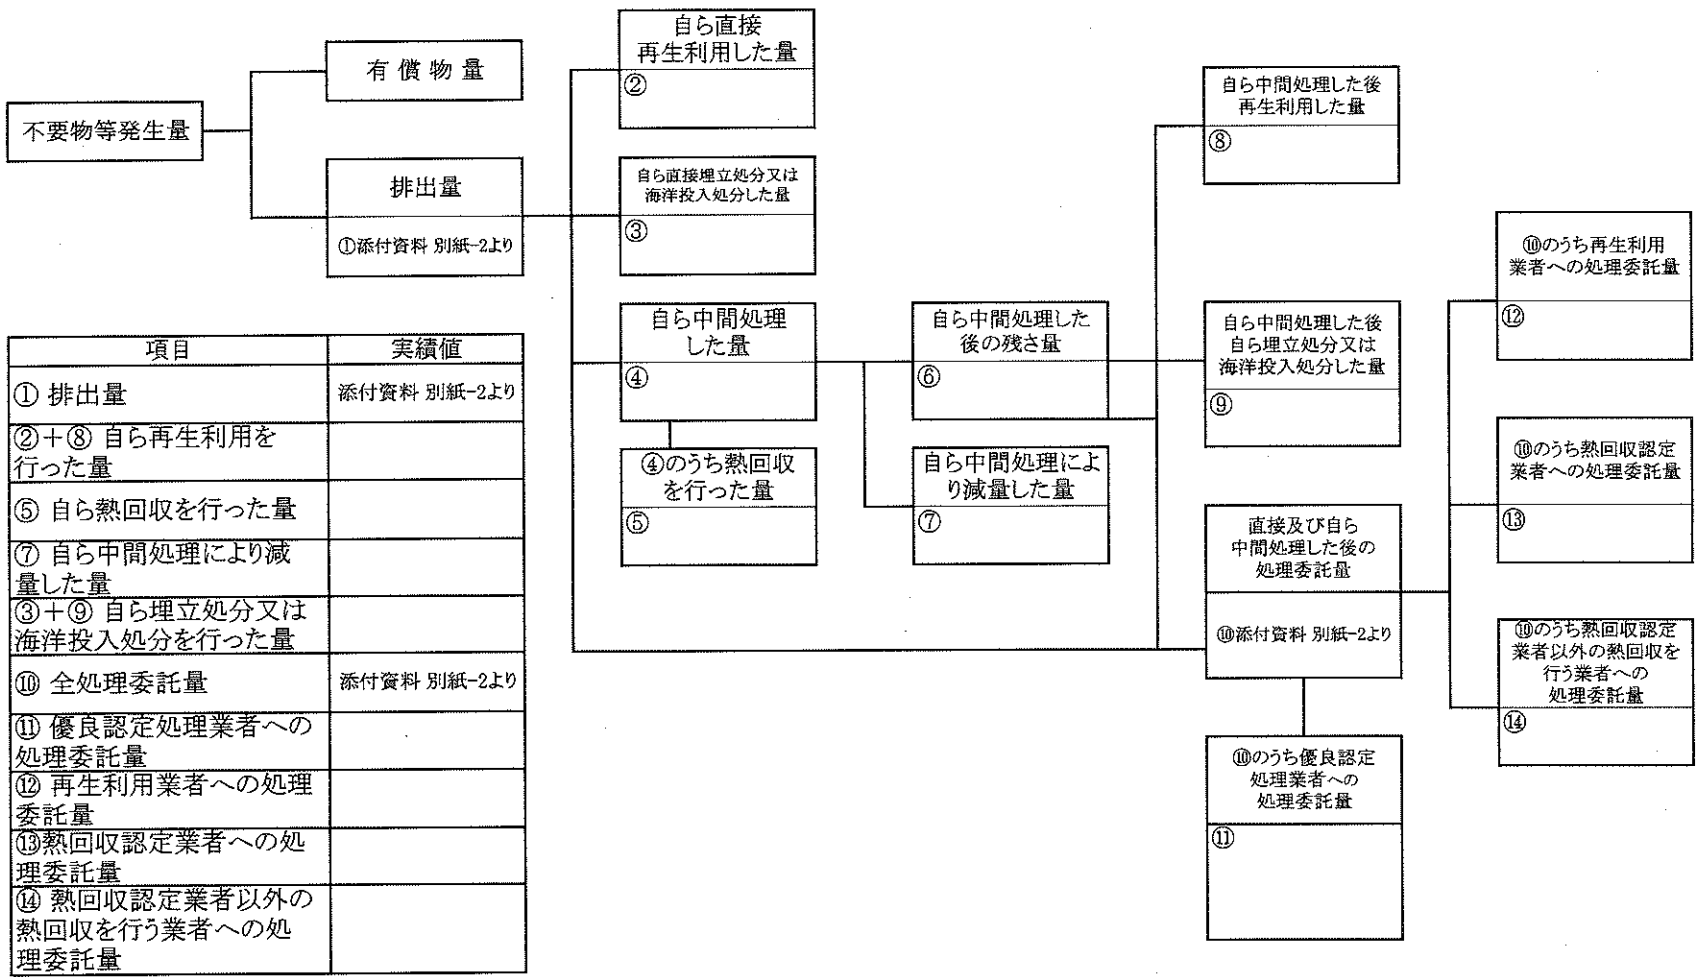 不要物等発生量
有償物量
排出量
①添付資料 別紙-2より
自ら直接
再生利用した量
②
自ら直接埋立処分又は
海洋投入処分した量
③
自ら中間処理
した量
④
④のうち熱回収
を行った量
⑤
自ら中間処理した
後の残さ量
⑥
自ら中間処理によ
り減量した量
⑦
自ら中間処理した後
再生利用した量
⑧
自ら中間処理した後
自ら埋立処分又は
海洋投入処分した量
⑨
直接及び自ら
中間処理した後の
処理委託量
⑩添付資料 別紙-2より
⑩のうち優良認定
処理業者への
処理委託量
⑪
⑩のうち再生利用
業者への処理委託量
⑫
⑩のうち熱回収認定
業者への処理委託量
⑬
⑩のうち熱回収認定
業者以外の熱回収を
行う業者への
処理委託量
⑭
項目 実績値
① 排出量 添付資料 別紙-2より
②+⑧ 自ら再生利用を
行った量
⑤ 自ら熱回収を行った量
⑦ 自ら中間処理により減
量した量
③+⑨ 自ら埋立処分又は
海洋投入処分を行った量
⑩ 全処理委託量 添付資料 別紙-2より
⑪ 優良認定処理業者への
処理委託量
⑫ 再生利用業者への処理
委託量
⑬熱回収認定業者への処
理委託量
⑭ 熱回収認定業者以外の
熱回収を行う業者への処
理委託量